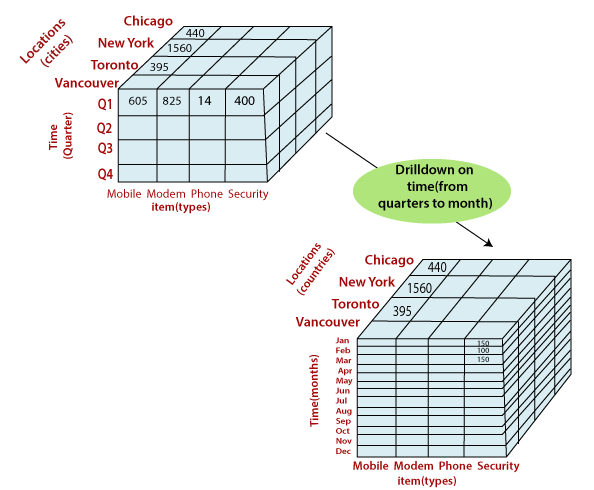 Locations
(cities)
Chicago
New York
Toronto
Vancouver
440
1560
395
Time
(Quarter)
Q1
605 825 14 400
Q2
Q3
Q4
Mobile Modem Phone Security
item(types)
Drilldown on
time(from
quarters to month)
Locations
(countries)
Chicago
New York
Toronto
Vancouver
440
1560
395
Time(months)
Jan 150
Feb 100
Mar 150
Apr
May
Jun
Jul
Aug
Sep
Oct
Nov
Dec
Mobile Modem Phone Security
item(types)